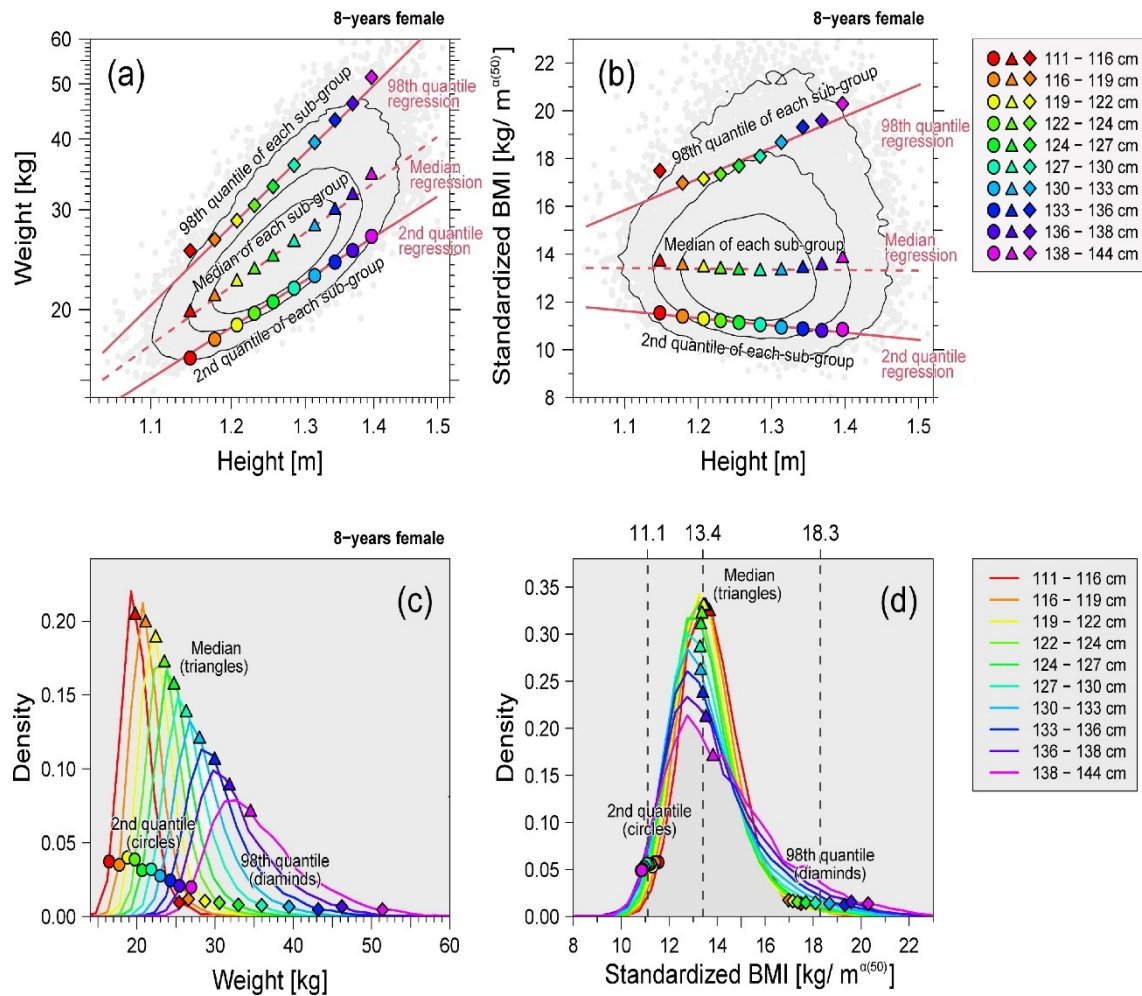 8−years female
(a)
60
50
40
30
20
Weight [kg]
98th quantile of each sub-group
Median of each sub-group
2nd quantile of each sub-group
98th quantile
regression
Median
regression
2nd quantile
regression
1.1 1.2 1.3 1.4 1.5
Height [m]
8−years female
(b)
22
20
18
16
14
12
10
8
Standardized BMI [kg/ m α(50) ]
98th quantile of each sub-group
Median of each sub-group
2nd quantile of each-sub-group
98th quantile
regression
Median
regression
2nd quantile
regression
1.1 1.2 1.3 1.4 1.5
Height [m]
111 − 116 cm
116 − 119 cm
119 − 122 cm
122 − 124 cm
124 − 127 cm
127 − 130 cm
130 − 133 cm
133 − 136 cm
136 − 138 cm
138 − 144 cm
8−years female
(c)
0.20
0.15
0.10
0.05
0.00
Density
Median
(triangles)
2nd quantile
(circles)
98th quantile
(diaminds)
20 30 40 50 60
Weight [kg]
11.1 13.4 18.3
(d)
0.35
0.30
0.25
0.20
0.15
0.10
0.05
0.00
Density
Median
(triangles)
2nd quantile
(circles)
98th quantile
(diaminds)
8 10 12 14 16 18 20 22
Standardized BMI [kg/ m α(50) ]
111 − 116 cm
116 − 119 cm
119 − 122 cm
122 − 124 cm
124 − 127 cm
127 − 130 cm
130 − 133 cm
133 − 136 cm
136 − 138 cm
138 − 144 cm